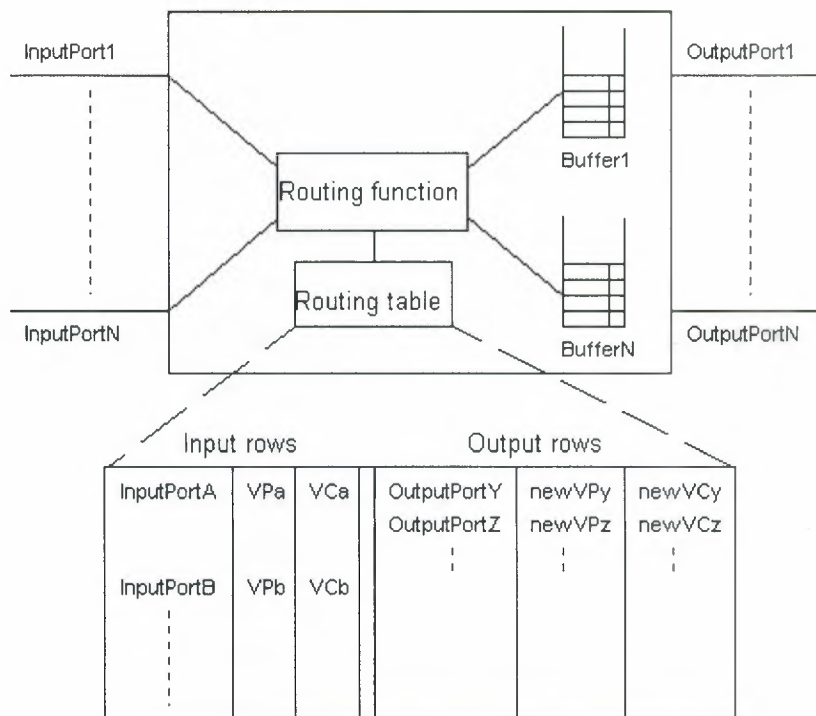 InputPort1
OutputPort1
Buffer1
Routing function
Routing table
InputPortN
BufferN
OutputPortN
Input rows
Output rows
InputPortA VPa VCa OutputPortY newVPy newVCy
OutputPortZ newVPz newVCz
InputPortB VPb VCb